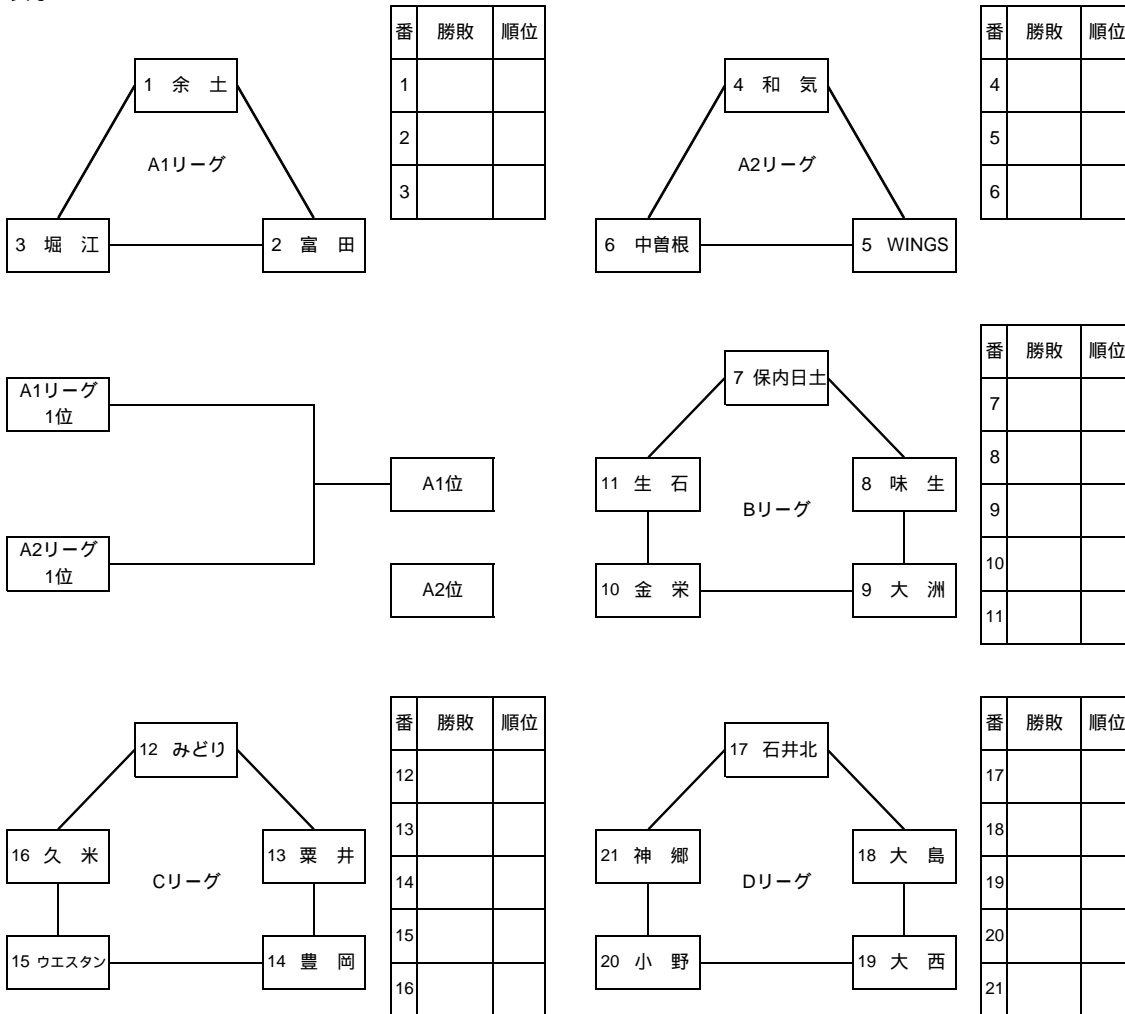 番 勝敗 順位
1
2
3
1 余 土
A1リーグ
3 堀 江
2 富 田
番 勝敗 順位
4
5
6
4 和 気
A2リーグ
6 中曽根
5 WINGS
A1リーグ
1位
A2リーグ
1位
A1位
A2位
7 保内日土
11 生 石
8 味 生
Bリーグ
10 金 栄
9 大 洲
番 勝敗 順位
7
8
9
10
11
12 みどり
16 久 米
13 粟 井
Cリーグ
15 ウエスタン
14 豊 岡
番 勝敗 順位
12
13
14
15
16
17 石井北
21 神 郷
18 大 島
Dリーグ
20 小 野
19 大 西
番 勝敗 順位
17
18
19
20
21